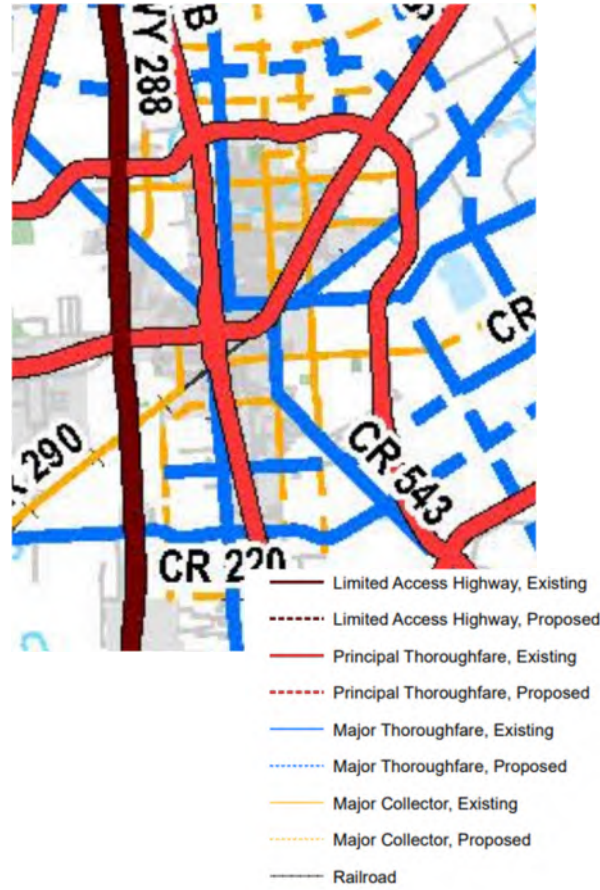 B
S
288
CR
290
CR 543
CR 220
Limited Access Highway, Existing
Limited Access Highway, Proposed
Principal Thoroughfare, Existing
Principal Thoroughfare, Proposed
Major Thoroughfare, Existing
Major Thoroughfare, Proposed
Major Collector, Existing
Major Collector, Proposed
Railroad